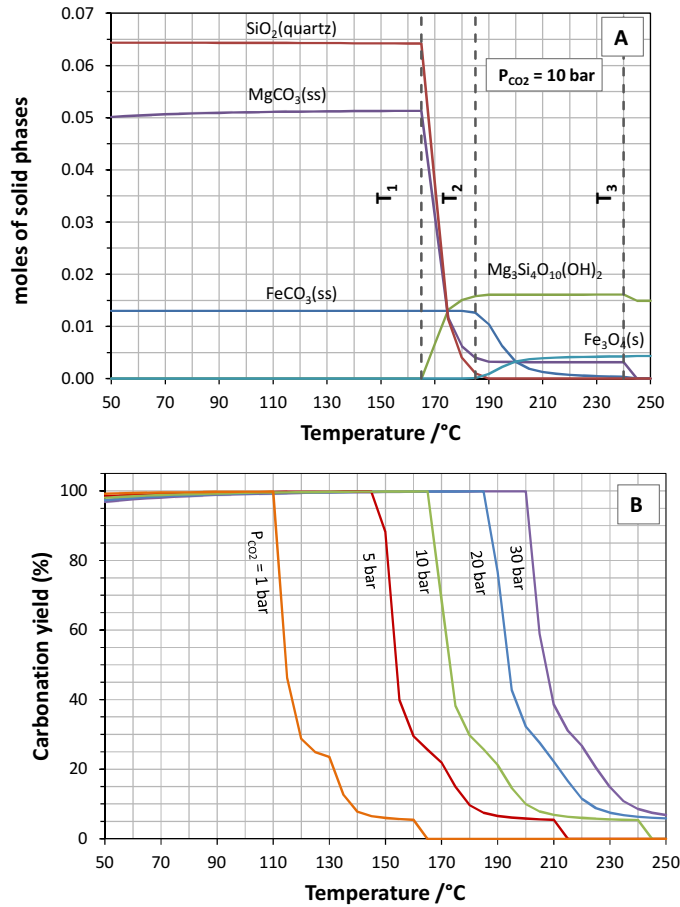 0.07
0.06
0.05
0.04
0.03
0.02
0.01
0.00
moles of solid phases
SiO₂(quartz)
A
P_CO2 = 10 bar
MgCO₃(ss)
T₁
T₂
T₃
Mg₃Si₄O₁₀(OH)₂
FeCO₃(ss)
Fe₃O₄(s)
50 70 90 110 130 150 170 190 210 230 250
Temperature /°C
100
80
60
40
20
0
Carbonation yield (%)
B
P_CO2 = 1 bar
5 bar
10 bar
20 bar
30 bar
50 70 90 110 130 150 170 190 210 230 250
Temperature /°C